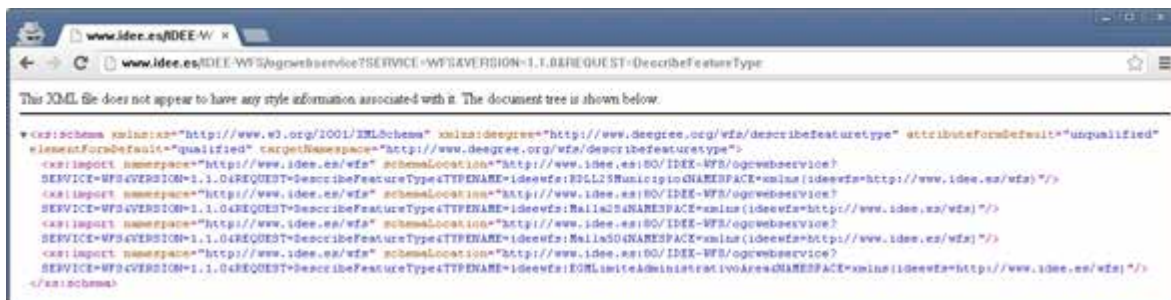 www.idee.es/IDEE-W ×
www.idee.es/IDEE-WFS/ogcwebservice?SERVICE=WFS&VERSION=1.1.0&REQUEST=DescribeFeatureType
This XML file does not appear to have any style information associated with it. The document tree is shown below.
▼<xs:schema xmlns:xs="http://www.w3.org/2001/XMLSchema" xmlns:deegree="http://www.deegree.org/wfs/describefeaturetype" attributeFormDefault="unqualified"
elementFormDefault="qualified" targetNamespace="http://www.deegree.org/wfs/describefeaturetype">
<xs:import namespace="http://www.idee.es/wfs" schemaLocation="http://www.idee.es:80/IDEE-WFS/ogcwebservice?
SERVICE=WFS&VERSION=1.1.0&REQUEST=DescribeFeatureType&TYPENAME=ideewfs:BDLL25Municipio&NAMESPACE=xmlns(ideewfs=http://www.idee.es/wfs)"/>
<xs:import namespace="http://www.idee.es/wfs" schemaLocation="http://www.idee.es:80/IDEE-WFS/ogcwebservice?
SERVICE=WFS&VERSION=1.1.0&REQUEST=DescribeFeatureType&TYPENAME=ideewfs:Malla25&NAMESPACE=xmlns(ideewfs=http://www.idee.es/wfs)"/>
<xs:import namespace="http://www.idee.es/wfs" schemaLocation="http://www.idee.es:80/IDEE-WFS/ogcwebservice?
SERVICE=WFS&VERSION=1.1.0&REQUEST=DescribeFeatureType&TYPENAME=ideewfs:Malla50&NAMESPACE=xmlns(ideewfs=http://www.idee.es/wfs)"/>
<xs:import namespace="http://www.idee.es/wfs" schemaLocation="http://www.idee.es:80/IDEE-WFS/ogcwebservice?
SERVICE=WFS&VERSION=1.1.0&REQUEST=DescribeFeatureType&TYPENAME=ideewfs:EGMLimiteAdministrativoArea&NAMESPACE=xmlns(ideewfs=http://www.idee.es/wfs)"/>
</xs:schema>